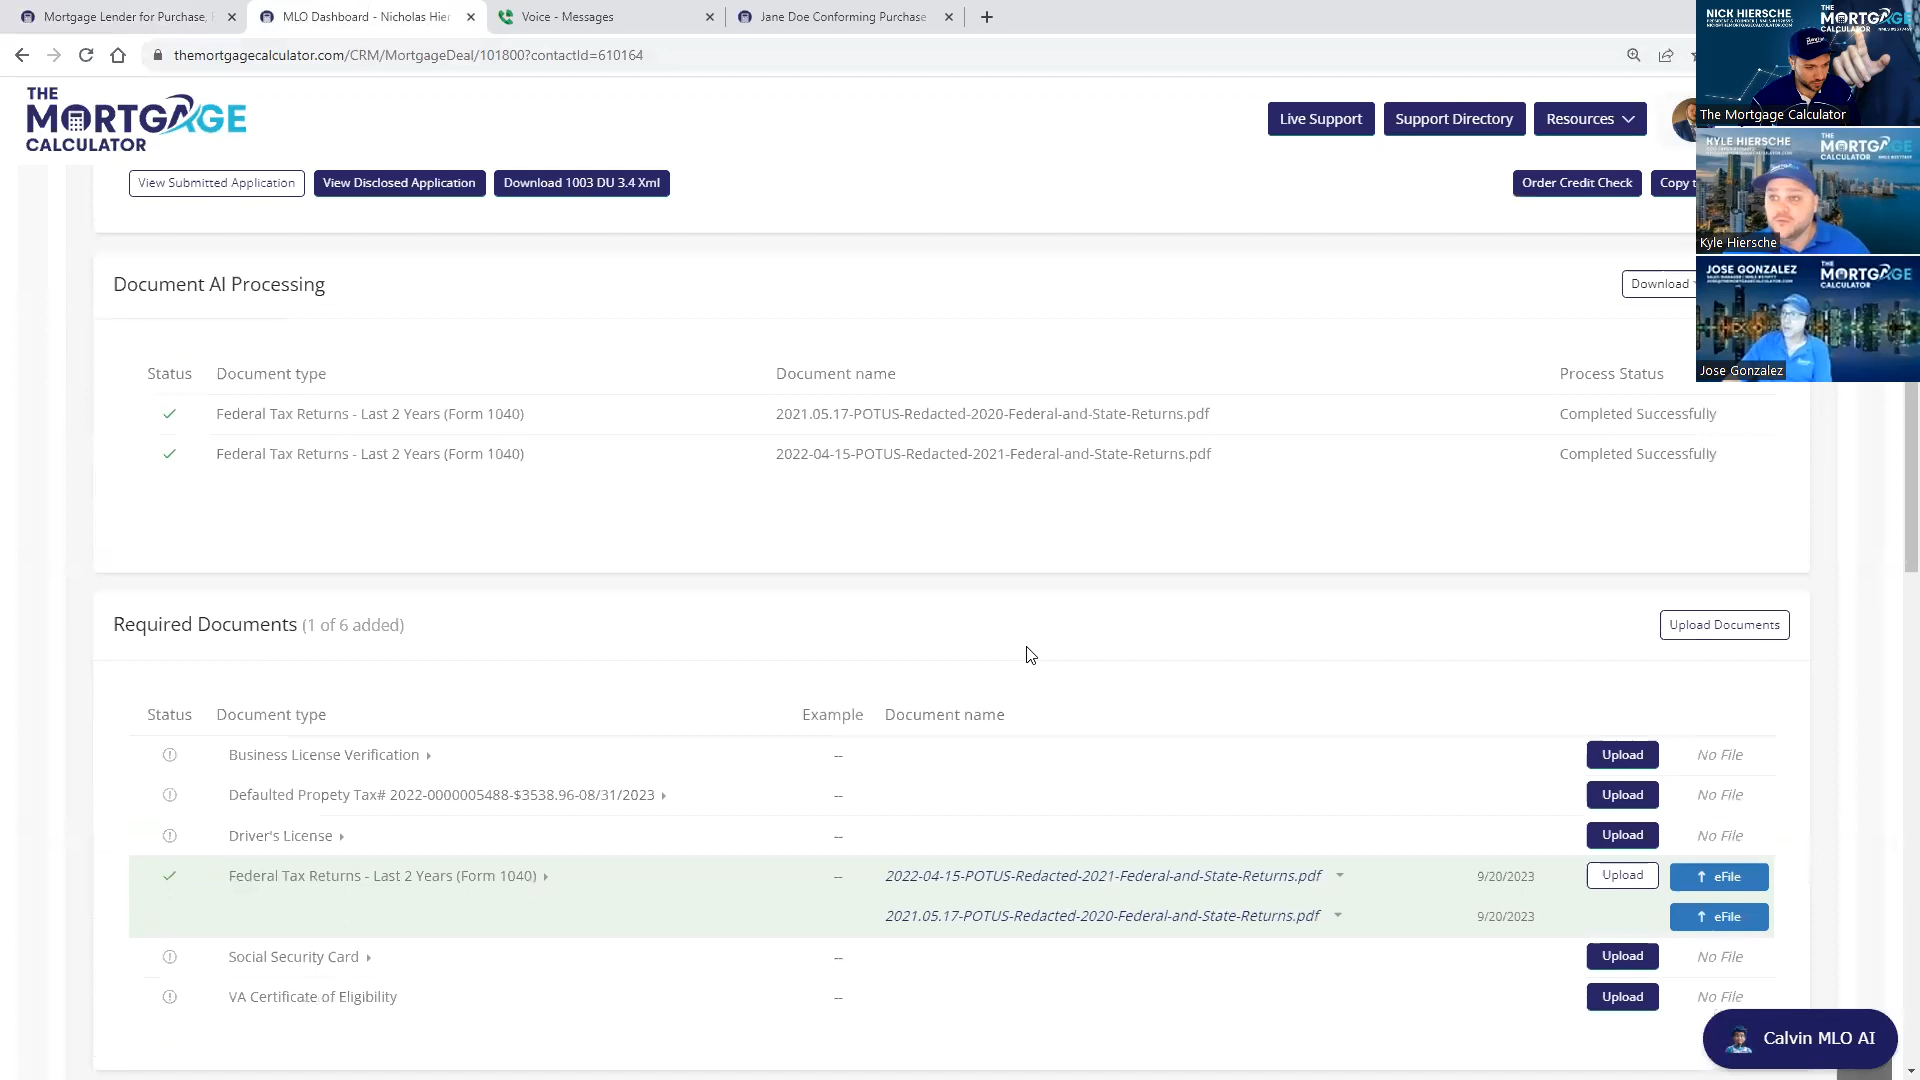 Mortgage Lender for Purchase,
MLO Dashboard - Nicholas Hier
Voice - Messages
Jane Doe Conforming Purchase
themortgagecalculator.com/CRM/MortgageDeal/101800?contactId=610164
THE
MORTGAGE
CALCULATOR
Live Support
Support Directory
Resources
NICK HIERSCHE
THE
MORTGAGE
CALCULATOR
The Mortgage Calculator
KYLE HIERSCHE
THE
MORTGAGE
CALCULATOR
Kyle Hiersche
JOSE GONZALEZ
THE
MORTGAGE
CALCULATOR
Jose Gonzalez
View Submitted Application
View Disclosed Application
Download 1003 DU 3.4 Xml
Order Credit Check
Copy t
Document AI Processing
Download
Status Document type Document name Process Status
Federal Tax Returns - Last 2 Years (Form 1040) 2021.05.17-POTUS-Redacted-2020-Federal-and-State-Returns.pdf Completed Successfully
Federal Tax Returns - Last 2 Years (Form 1040) 2022-04-15-POTUS-Redacted-2021-Federal-and-State-Returns.pdf Completed Successfully
Required Documents (1 of 6 added)
Upload Documents
Status Document type Example Document name
Business License Verification -- Upload No File
Defaulted Propety Tax# 2022-0000005488-$3538.96-08/31/2023 -- Upload No File
Driver's License -- Upload No File
Federal Tax Returns - Last 2 Years (Form 1040) -- 2022-04-15-POTUS-Redacted-2021-Federal-and-State-Returns.pdf 9/20/2023 Upload eFile
2021.05.17-POTUS-Redacted-2020-Federal-and-State-Returns.pdf 9/20/2023 eFile
Social Security Card -- Upload No File
VA Certificate of Eligibility -- Upload No File
Calvin MLO AI